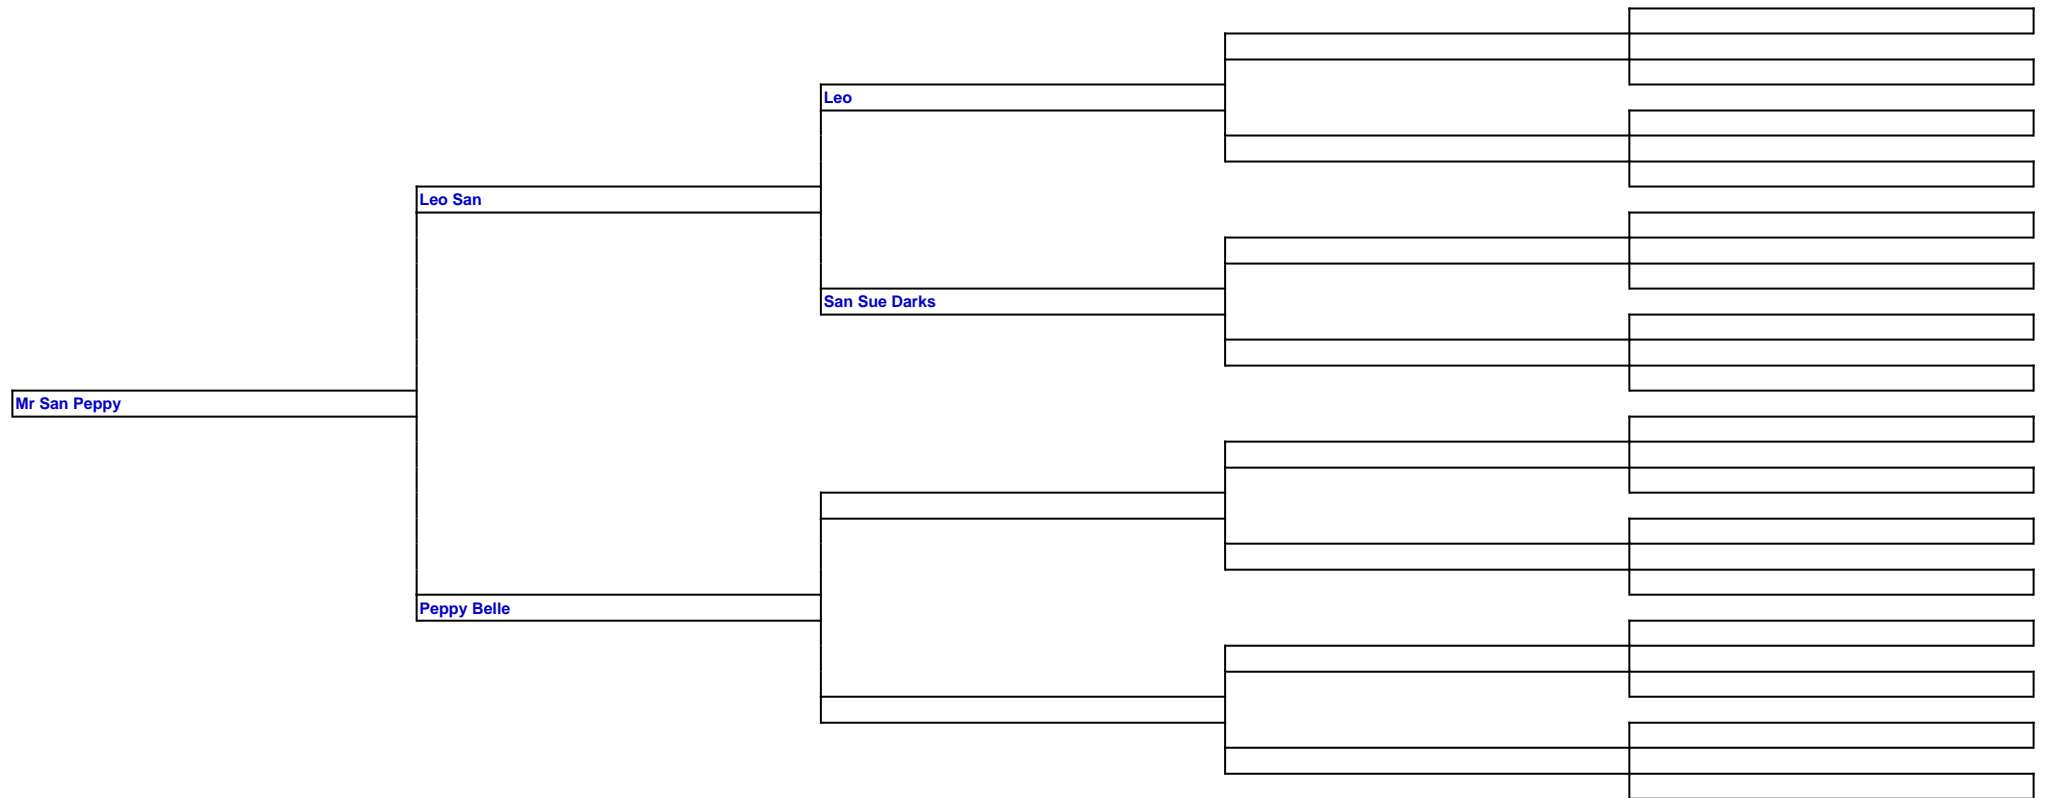 Leo
Leo San
San Sue Darks
Mr San Peppy
Peppy Belle